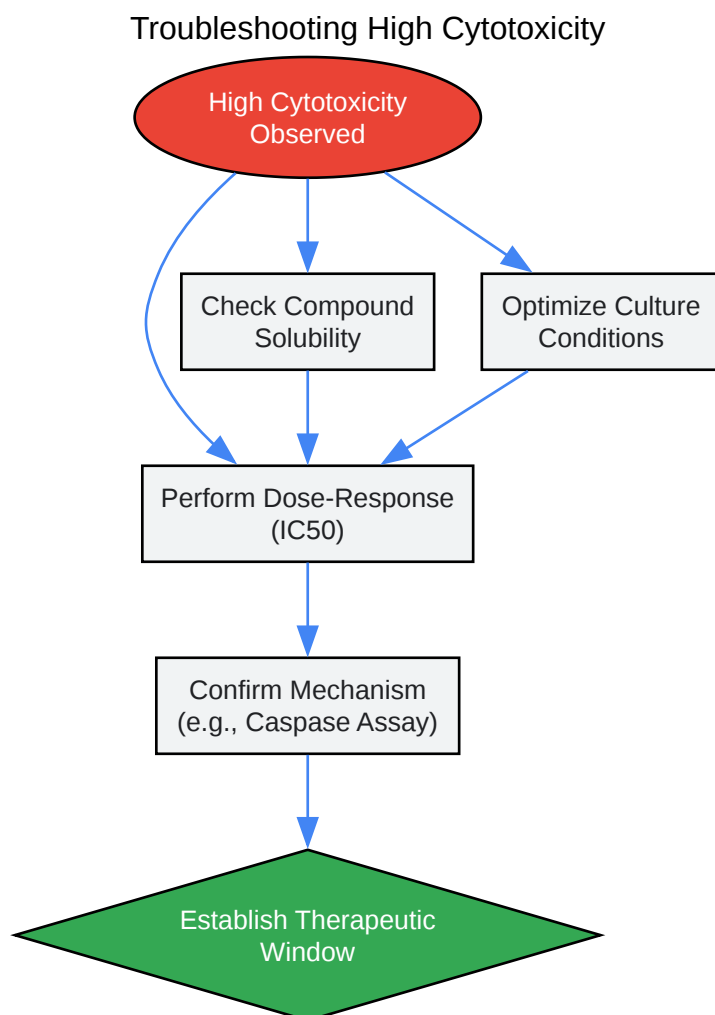 Troubleshooting High Cytotoxicity
High Cytotoxicity
Observed
Check Compound
Solubility
Optimize Culture
Conditions
Perform Dose-Response
(IC50)
Confirm Mechanism
(e.g., Caspase Assay)
Establish Therapeutic
Window